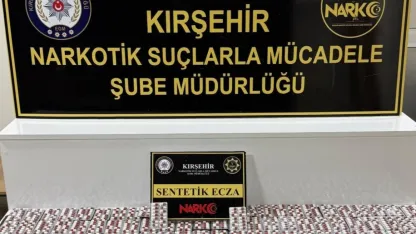 KIRŞEHİR
NARKOTİK SUÇLARLA MÜCADELE
ŞUBE MÜDÜRLÜĞÜ
NARKO
KIRŞEHİR
SENTETİK ECZA
NARKO